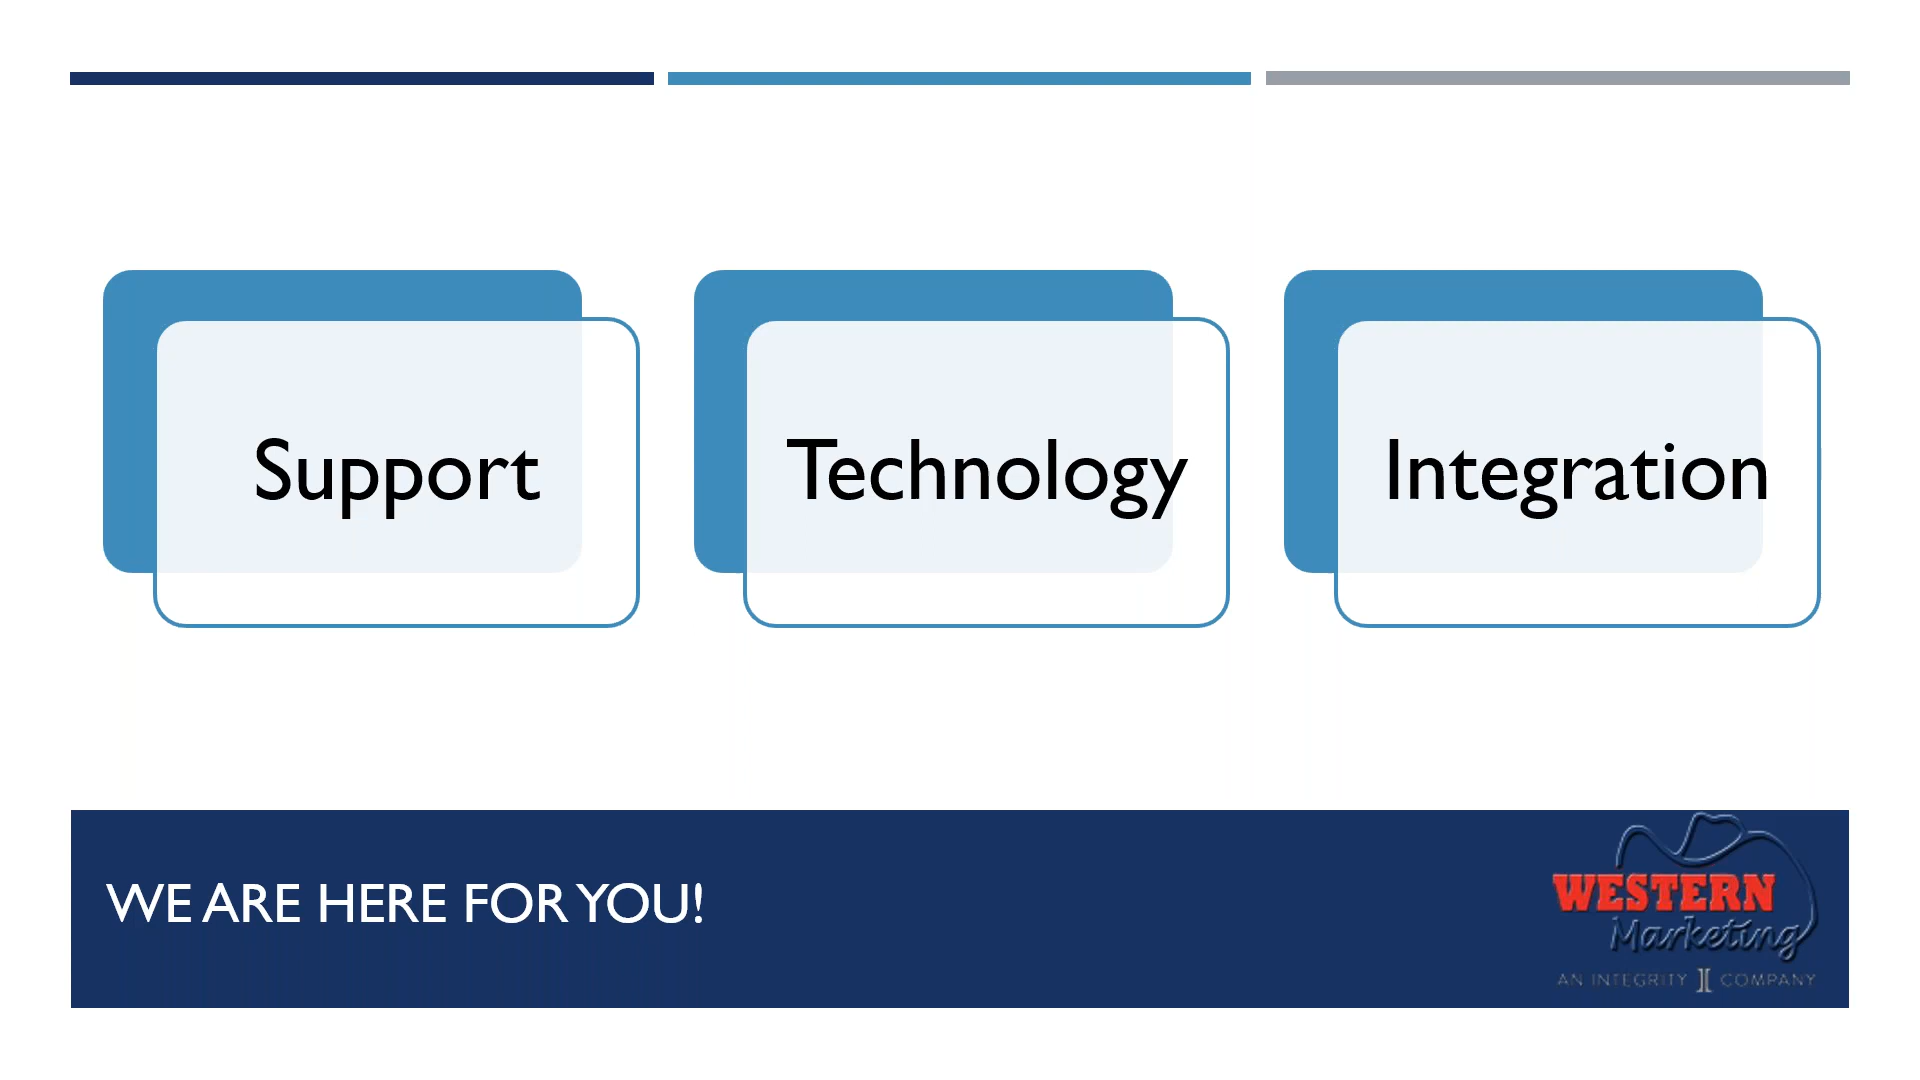 Support
Technology
Integration
WE ARE HERE FOR YOU!
WESTERN
Marketing
AN INTEGRITY COMPANY